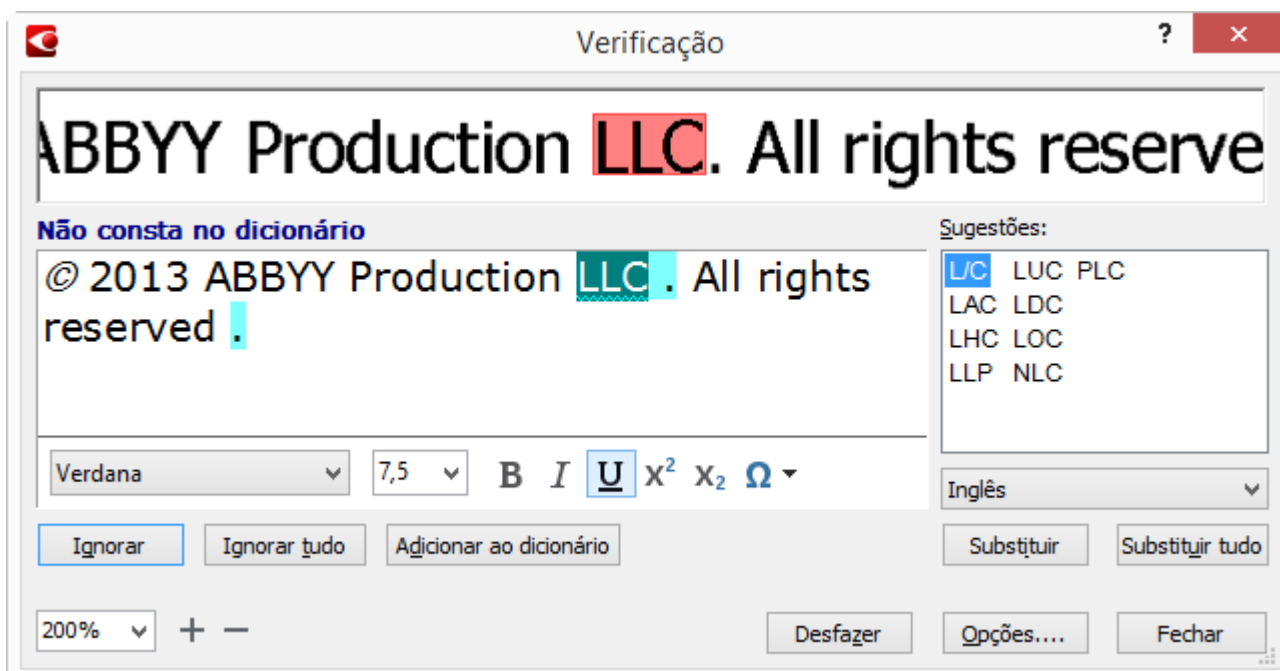 Verificação
?
ABBYY Production LLC. All rights reserve
Não consta no dicionário
Sugestões:
© 2013 ABBYY Production LLC . All rights
reserved .
L/C LUC PLC
LAC LDC
LHC LOC
LLP NLC
Verdana
7,5
B I U X² X₂ Ω
Inglês
Ignorar
Ignorar tudo
Adicionar ao dicionário
Substituir
Substituir tudo
200%
+ −
Desfazer
Opções....
Fechar